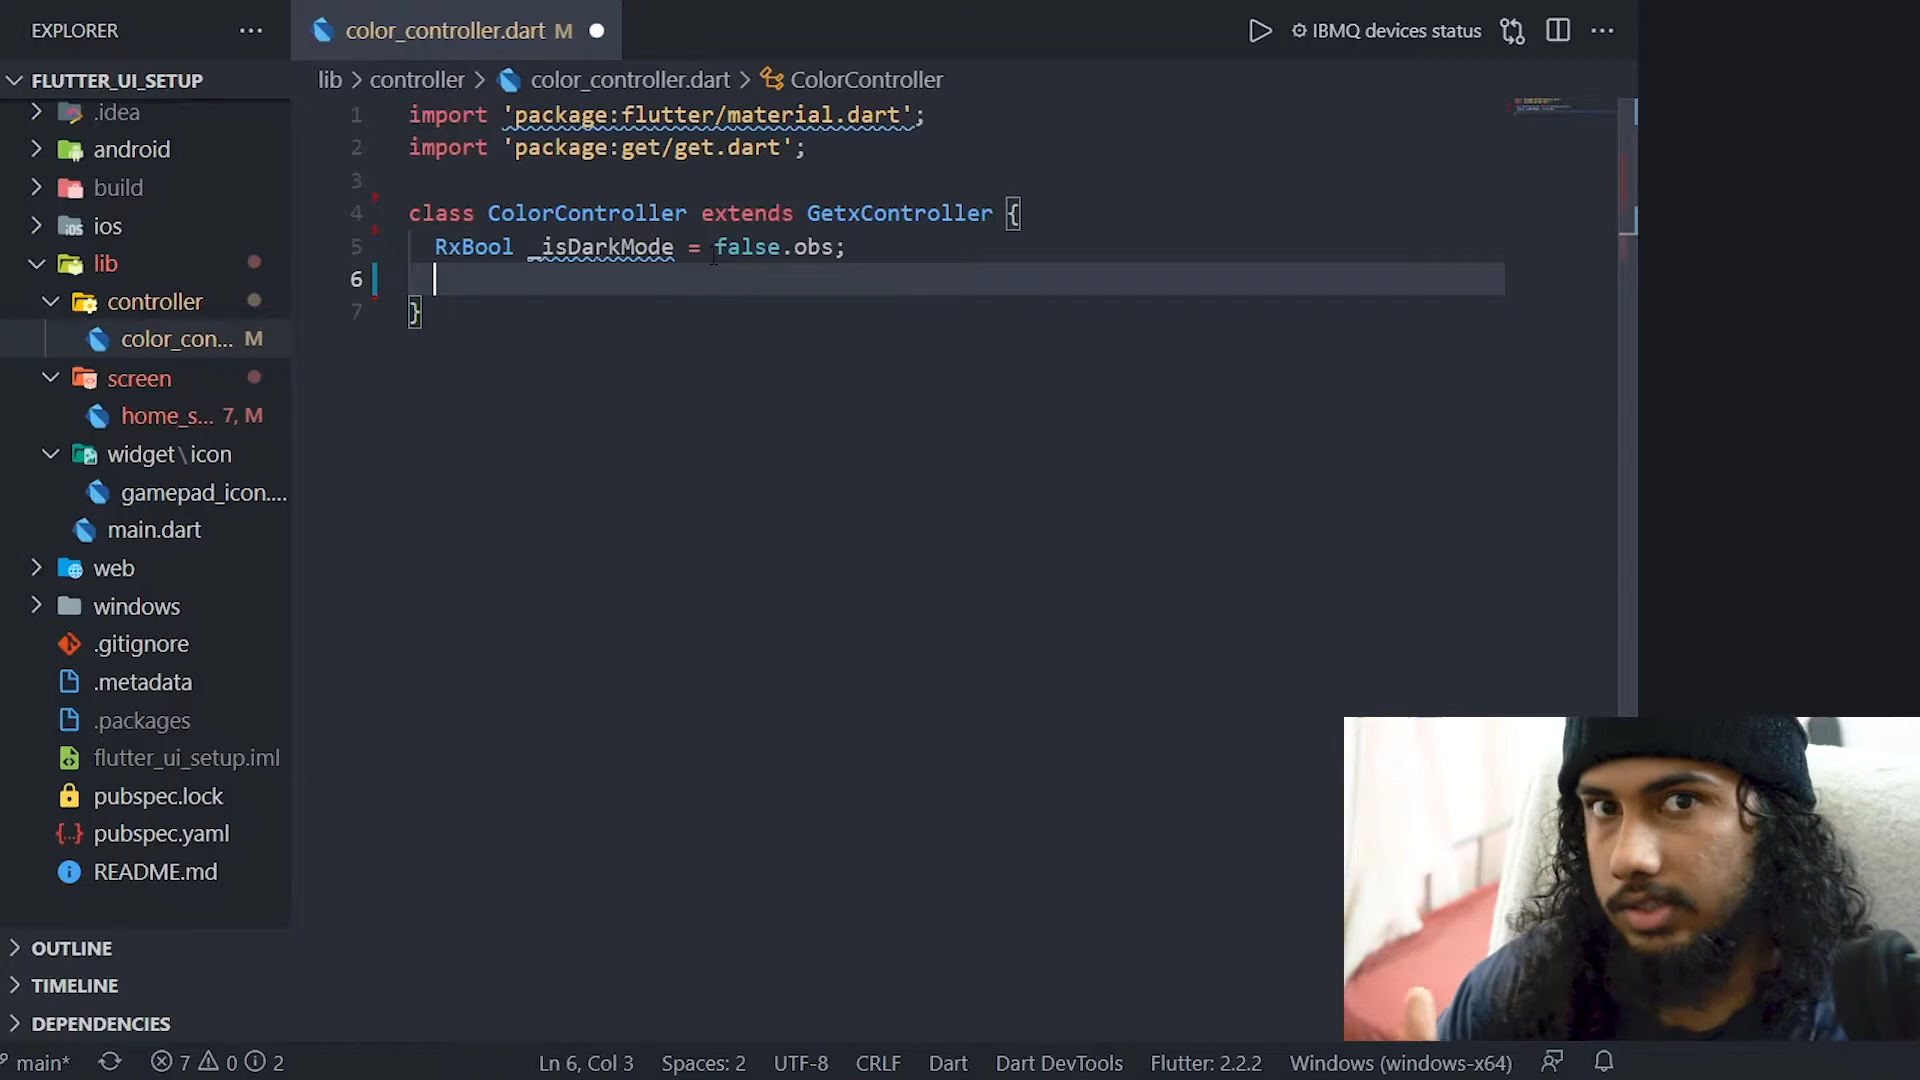 EXPLORER
FLUTTER_UI_SETUP
.idea
android
build
ios
lib
controller
color_con... M
screen
home_s... 7, M
widget\icon
gamepad_icon....
main.dart
web
windows
.gitignore
.metadata
.packages
flutter_ui_setup.iml
pubspec.lock
pubspec.yaml
README.md
OUTLINE
TIMELINE
DEPENDENCIES
color_controller.dart M
IBMQ devices status
lib > controller > color_controller.dart > ColorController
1 import 'package:flutter/material.dart';
2 import 'package:get/get.dart';
3
4 class ColorController extends GetxController {
5 RxBool _isDarkMode = false.obs;
6
7 }
main* 7 0 2 Ln 6, Col 3 Spaces: 2 UTF-8 CRLF Dart Dart DevTools Flutter: 2.2.2 Windows (windows-x64)